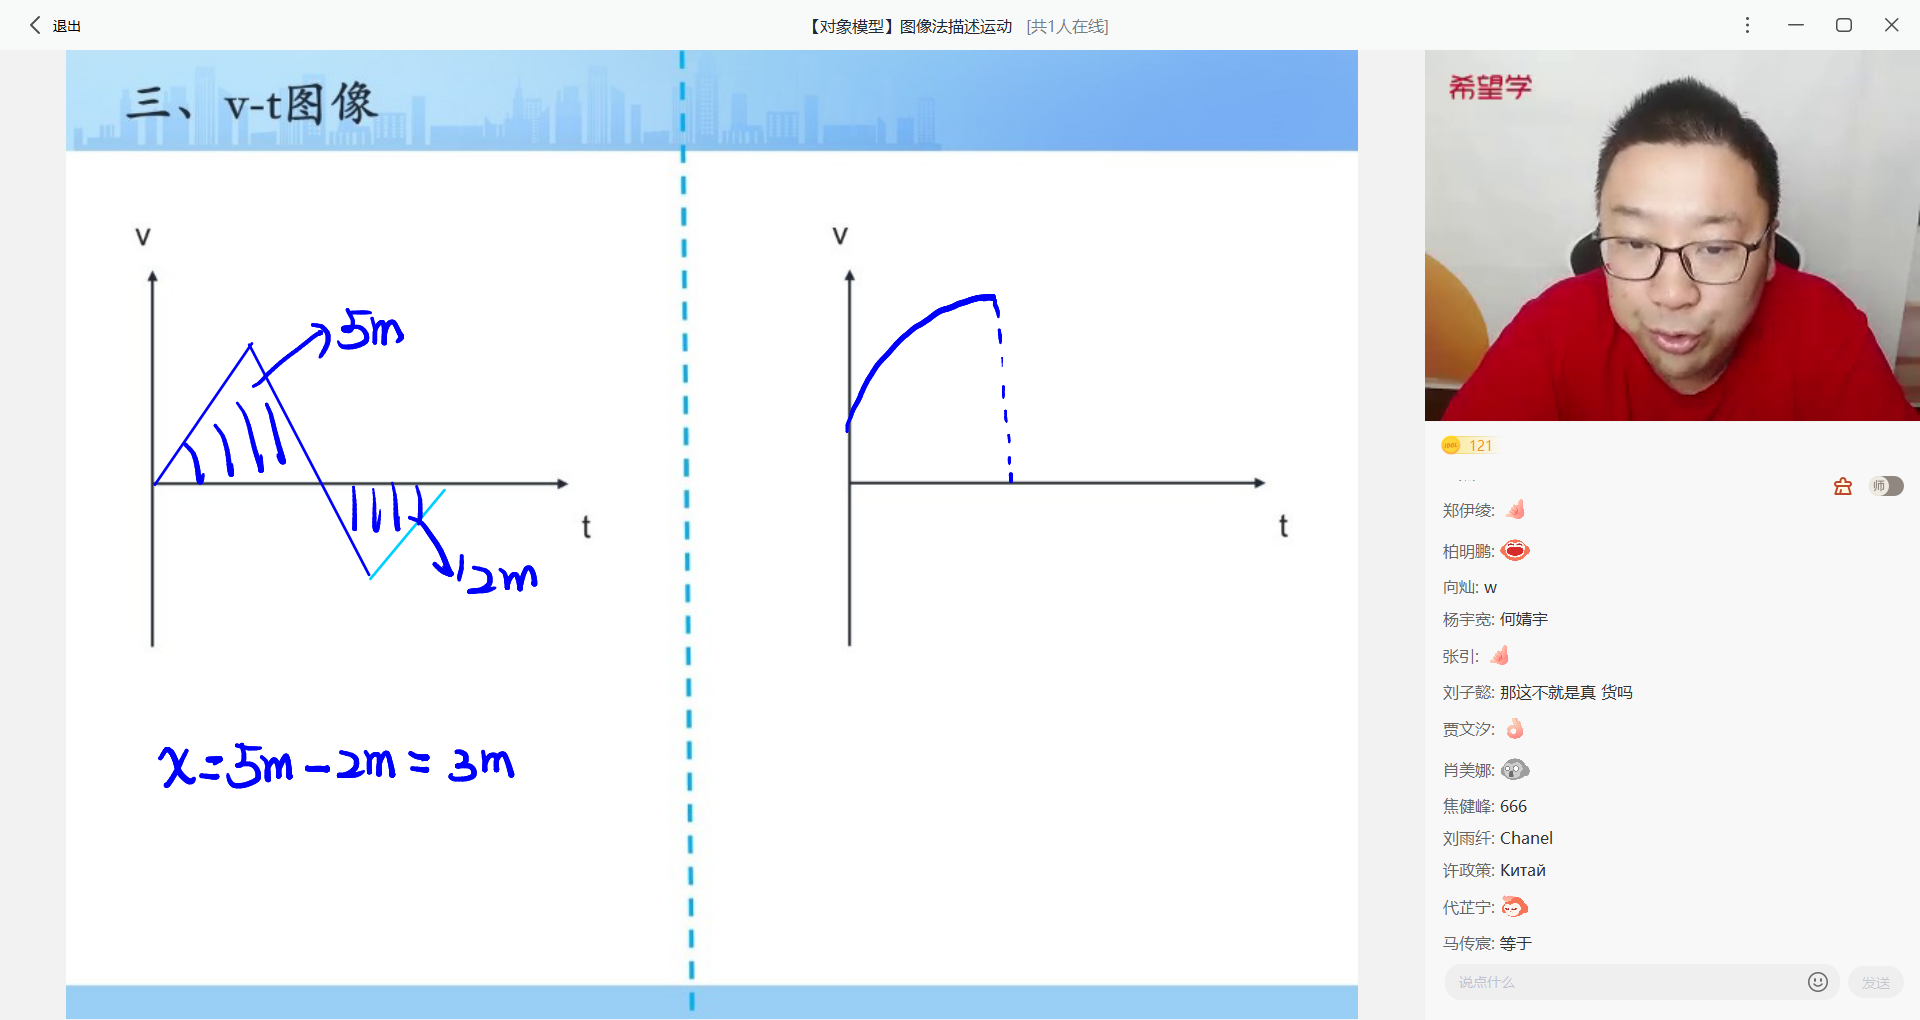 退出
【对象模型】图像法描述运动 [共1人在线]
三、v-t图像
v
5m
t
2m
x=5m-2m=3m
v
t
希望学
121
师
郑伊绫:
柏明鹏:
向灿: w
杨宇宽: 何婧宇
张引:
刘子懿: 那这不就是真 货吗
贾文汐:
肖美娜:
焦健峰: 666
刘雨纤: Chanel
许政策: Китай
代芷宁:
马传宸: 等于
说点什么
发送